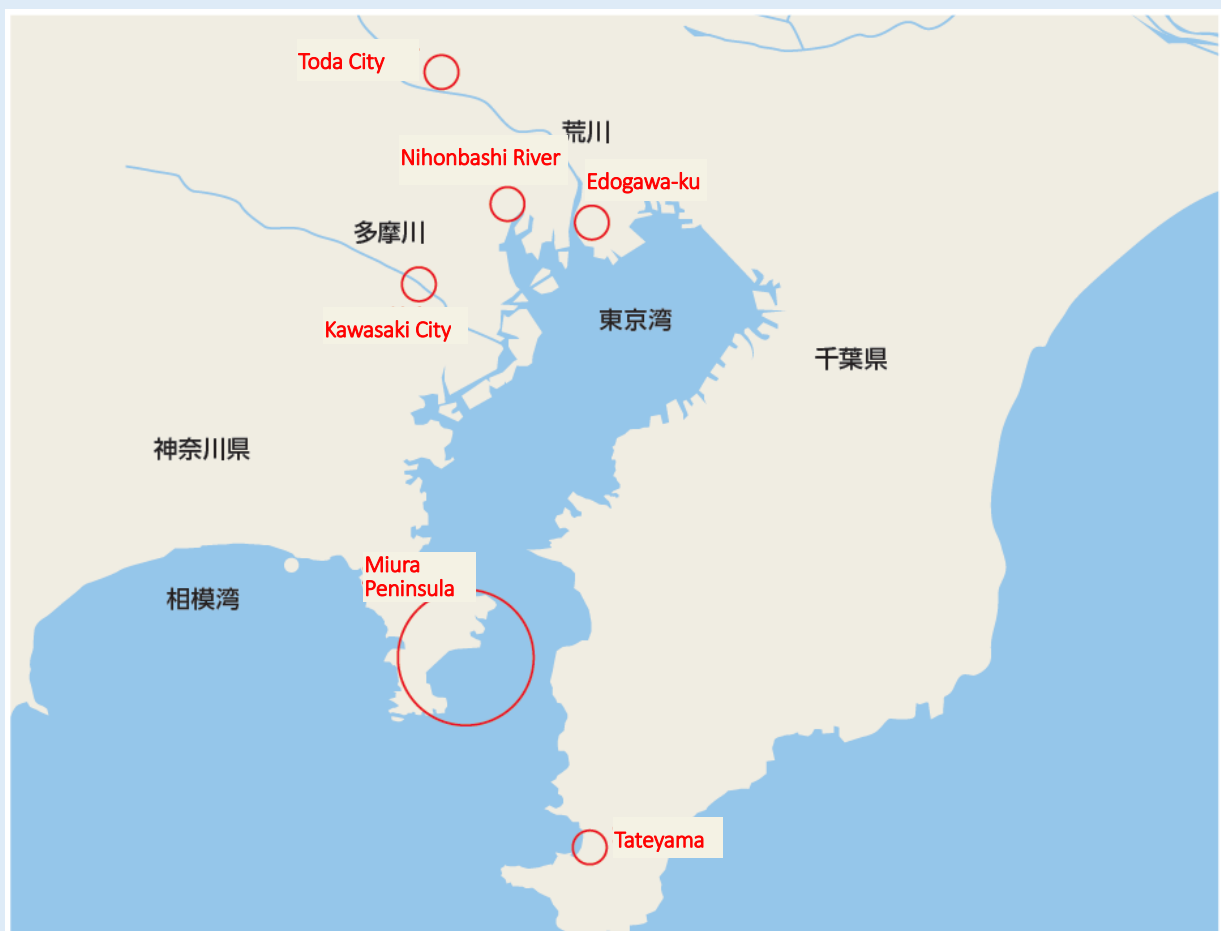 Toda City
荒川
Nihonbashi River
Edogawa-ku
多摩川
Kawasaki City
東京湾
千葉県
神奈川県
Miura
Peninsula
相模湾
Tateyama